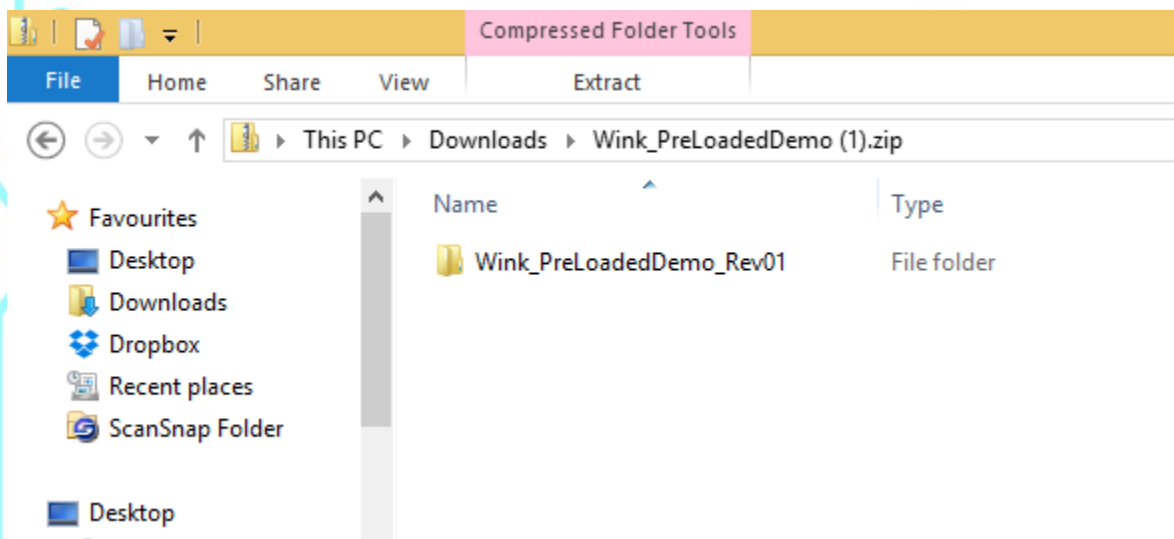 Compressed Folder Tools
File Home Share View Extract
This PC Downloads Wink_PreLoadedDemo (1).zip
Name Type
Favourites
Wink_PreLoadedDemo_Rev01 File folder
Desktop
Downloads
Dropbox
Recent places
ScanSnap Folder
Desktop